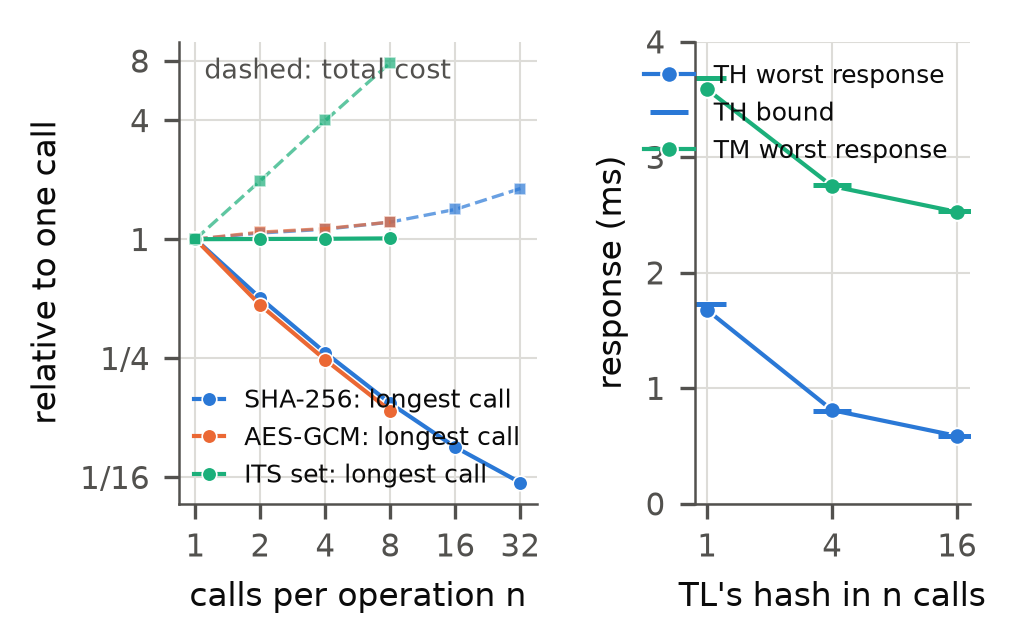 relative to one call
8
4
1
1/4
1/16
dashed: total cost
SHA-256: longest call
AES-GCM: longest call
ITS set: longest call
1 2 4 8 16 32
calls per operation n
response (ms)
4
3
2
1
0
TH worst response
TH bound
TM worst response
1 4 16
TL's hash in n calls